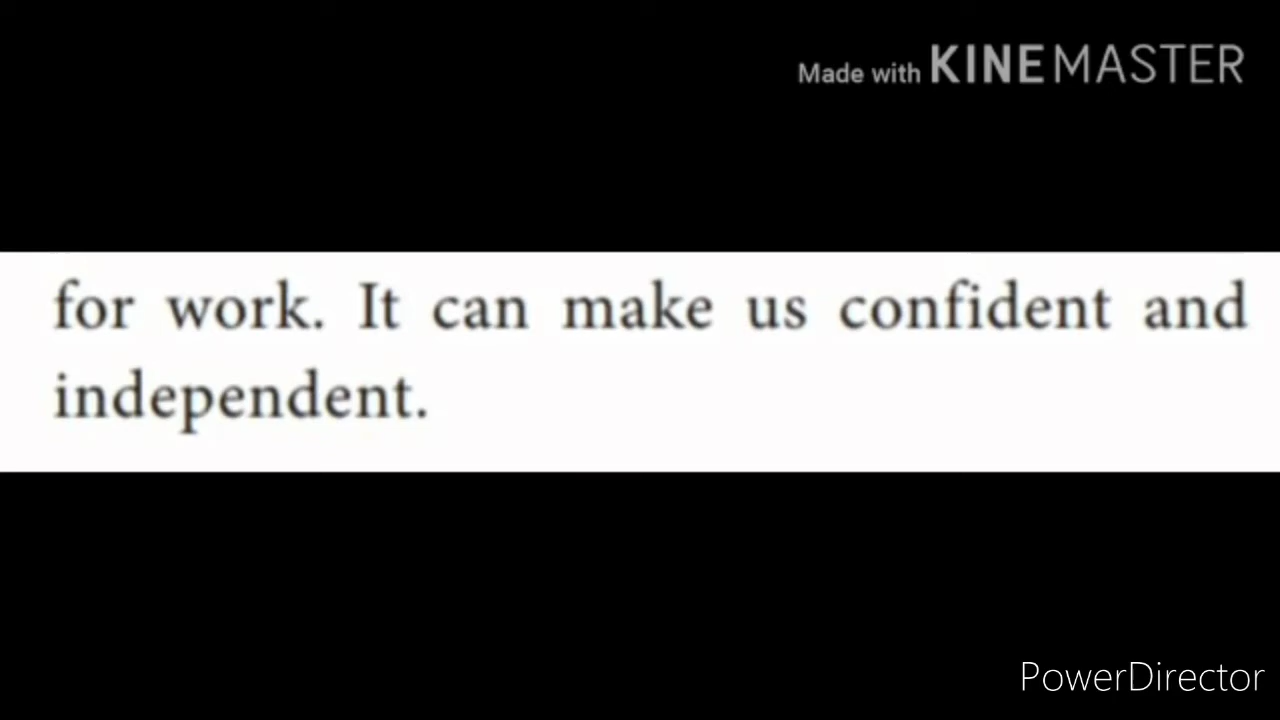 Made with KINEMASTER
for work. It can make us confident and
independent.
PowerDirector